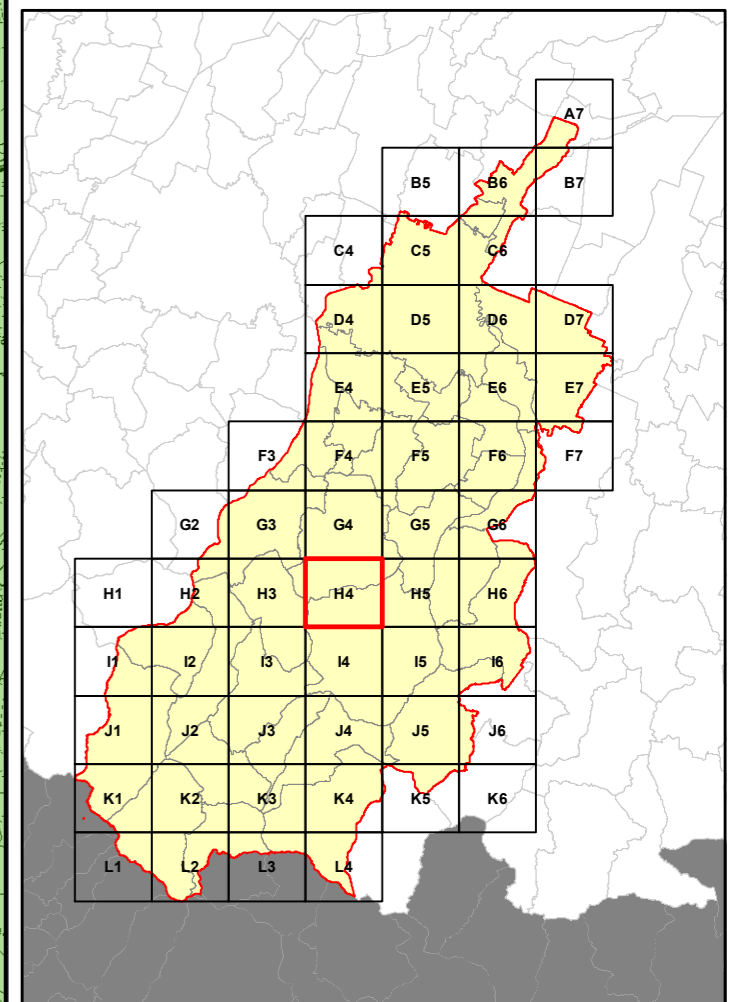 A7
B5 B6 B7
C4 C5 C6
D4 D5 D6 D7
E4 E5 E6 E7
F3 F4 F5 F6 F7
G2 G3 G4 G5 G6
H1 H2 H3 H4 H5 H6
I1 I2 I3 I4 I5 I6
J1 J2 J3 J4 J5 J6
K1 K2 K3 K4 K5 K6
L1 L2 L3 L4